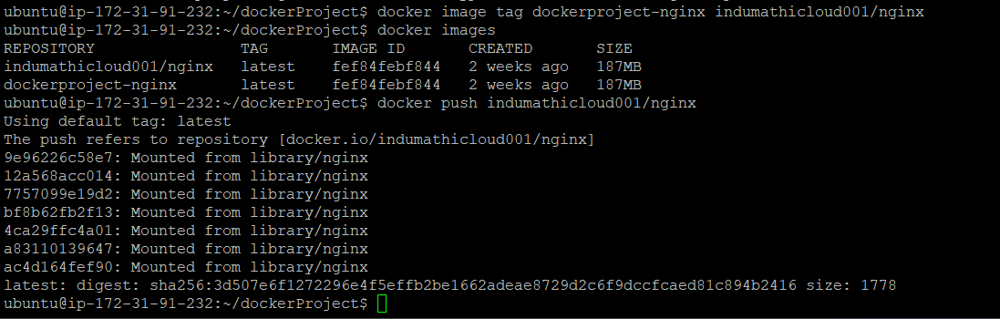 ubuntu@ip-172-31-91-232:~/dockerProject$ docker image tag dockerproject-nginx indumathicloud001/nginx
ubuntu@ip-172-31-91-232:~/dockerProject$ docker images
REPOSITORY TAG IMAGE ID CREATED SIZE
indumathicloud001/nginx latest fef84febf844 2 weeks ago 187MB
dockerproject-nginx latest fef84febf844 2 weeks ago 187MB
ubuntu@ip-172-31-91-232:~/dockerProject$ docker push indumathicloud001/nginx
Using default tag: latest
The push refers to repository [docker.io/indumathicloud001/nginx]
9e96226c58e7: Mounted from library/nginx
12a568acc014: Mounted from library/nginx
7757099e19d2: Mounted from library/nginx
bf8b62fb2f13: Mounted from library/nginx
4ca29ffc4a01: Mounted from library/nginx
a83110139647: Mounted from library/nginx
ac4d164fef90: Mounted from library/nginx
latest: digest: sha256:3d507e6f1272296e4f5effb2be1662adeae8729d2c6f9dccfcaed81c894b2416 size: 1778
ubuntu@ip-172-31-91-232:~/dockerProject$